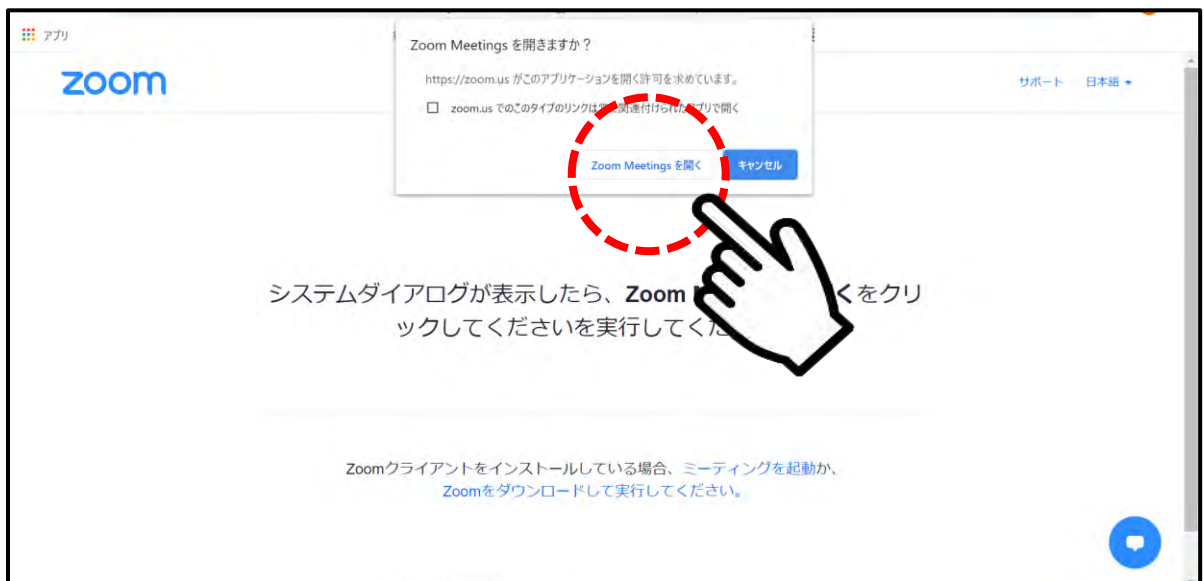 アプリ
Zoom Meetings を開きますか？
https://zoom.us がこのアプリケーションを開く許可を求めています。
zoom.us でのこのタイプのリンクは常に関連付けられたアプリで開く
Zoom Meetings を開く
キャンセル
zoom
サポート 日本語
システムダイアログが表示したら、Zoom くをクリ
ックしてくださいを実行してくだ
Zoomクライアントをインストールしている場合、ミーティングを起動か、
Zoomをダウンロードして実行してください。